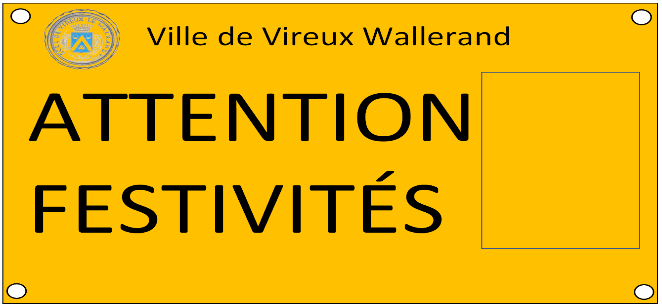 Ville de Vireux Wallerand
ATTENTION
FESTIVITÉS